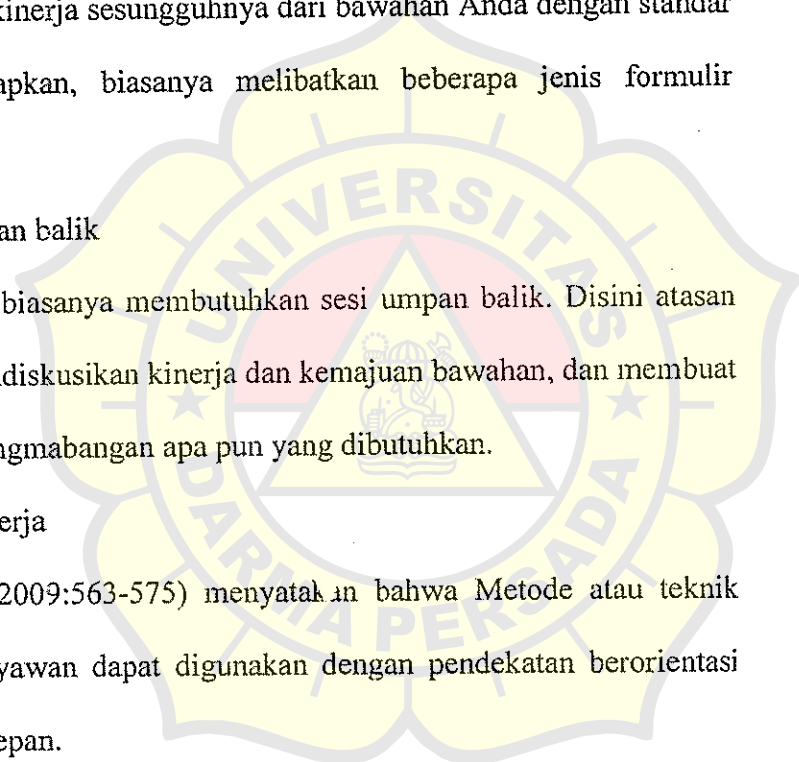 kinerja sesungguhnya dari bawahan Anda dengan standar
apkan, biasanya melibatkan beberapa jenis formulir
an balik
biasanya membutuhkan sesi umpan balik. Disini atasan
diskusikan kinerja dan kemajuan bawahan, dan membuat
ngmabangan apa pun yang dibutuhkan.
erja
2009:563-575) menyatakan bahwa Metode atau teknik
yawan dapat digunakan dengan pendekatan berorientasi
epan.
UNIVERSITAS
DARMA PERSADA